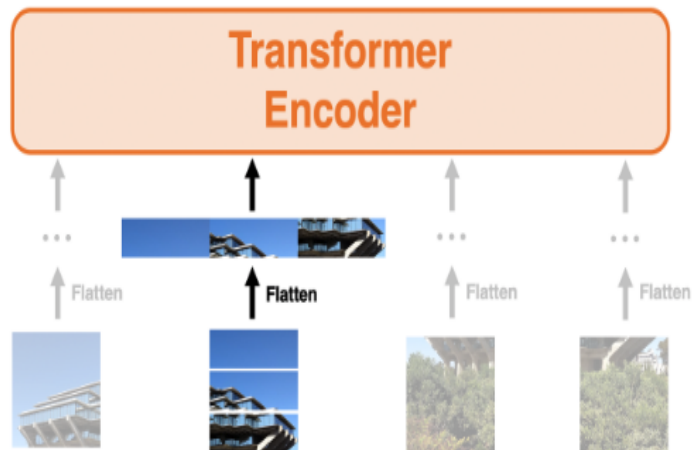 Transformer
Encoder
...
...
...
Flatten
Flatten
Flatten
Flatten